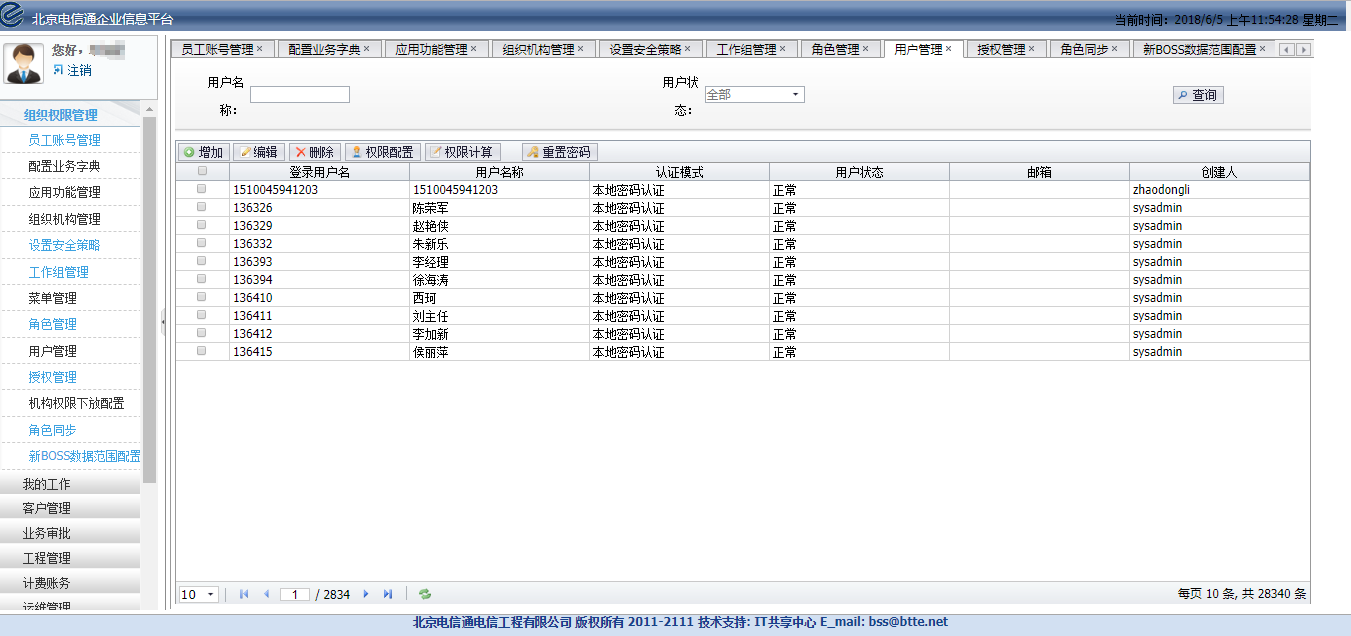 北京电信通企业信息平台
当前时间：2018/6/5 上午11:54:28 星期二
您好，
注销
组织权限管理
员工账号管理
配置业务字典
应用功能管理
组织机构管理
设置安全策略
工作组管理
菜单管理
角色管理
用户管理
授权管理
机构权限下放配置
角色同步
新BOSS数据范围配置
我的工作
客户管理
业务审批
工程管理
计费账务
运维管理
员工账号管理× 配置业务字典× 应用功能管理× 组织机构管理× 设置安全策略× 工作组管理× 角色管理× 用户管理× 授权管理× 角色同步× 新BOSS数据范围配置×
用户名称： 用户状态： 全部 查询
增加 编辑 删除 权限配置 权限计算 重置密码
登录用户名 用户名称 认证模式 用户状态 邮箱 创建人
1510045941203 1510045941203 本地密码认证 正常 zhaodongli
136326 陈荣军 本地密码认证 正常 sysadmin
136329 赵艳侠 本地密码认证 正常 sysadmin
136332 朱新乐 本地密码认证 正常 sysadmin
136393 李经理 本地密码认证 正常 sysadmin
136394 徐海涛 本地密码认证 正常 sysadmin
136410 西珂 本地密码认证 正常 sysadmin
136411 刘主任 本地密码认证 正常 sysadmin
136412 李加新 本地密码认证 正常 sysadmin
136415 侯丽萍 本地密码认证 正常 sysadmin
10 1 / 2834 每页 10 条, 共 28340 条
北京电信通电信工程有限公司 版权所有 2011-2111 技术支持: IT共享中心 E_mail: bss@btte.net